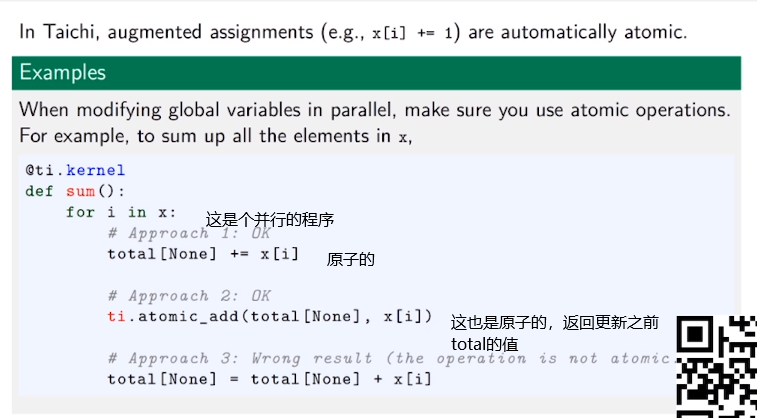 In Taichi, augmented assignments (e.g., x[i] += 1) are automatically atomic.
Examples
When modifying global variables in parallel, make sure you use atomic operations.
For example, to sum up all the elements in x,
@ti.kernel
def sum():
for i in x:
这是个并行的程序
# Approach 1: OK
total[None] += x[i]
原子的
# Approach 2: OK
ti.atomic_add(total[None], x[i])
这也是原子的，返回更新之前
total的值
# Approach 3: Wrong result (the operation is not atomic.
total[None] = total[None] + x[i]